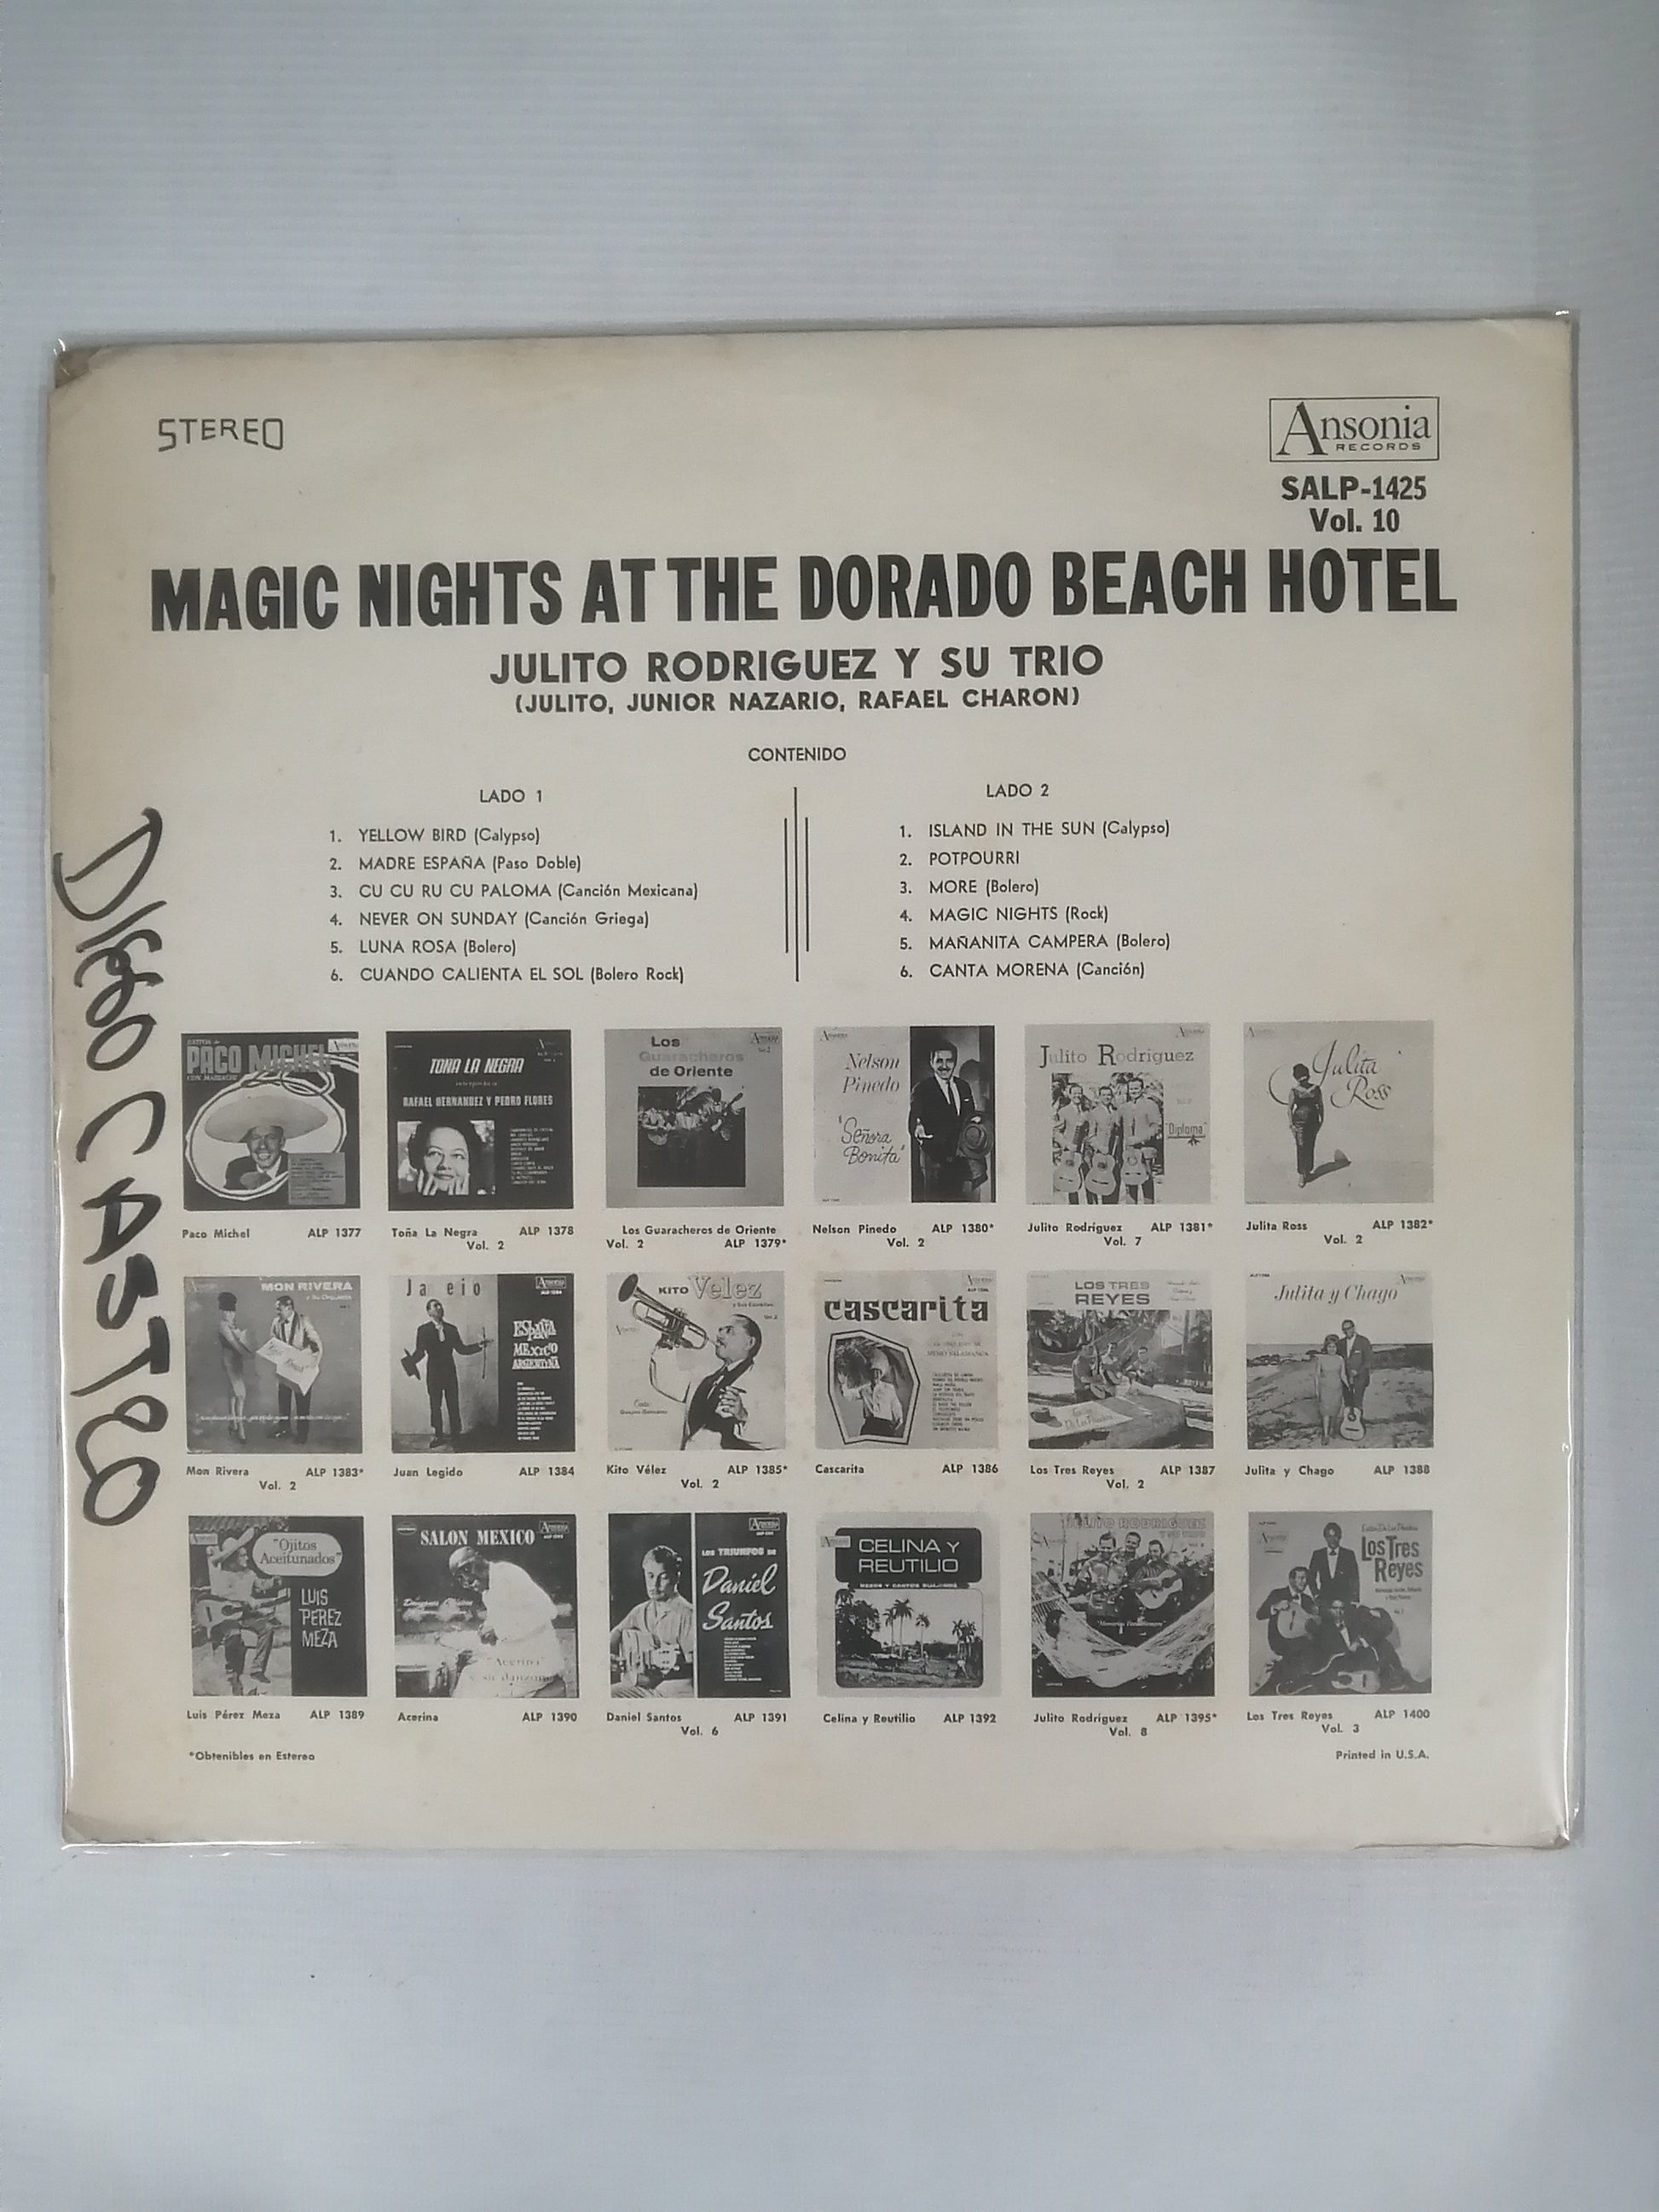 STEREO
Ansonia
RECORDS
SALP-1425
Vol. 10
MAGIC NIGHTS AT THE DORADO BEACH HOTEL
JULITO RODRIGUEZ Y SU TRIO
(JULITO, JUNIOR NAZARIO, RAFAEL CHARON)
CONTENIDO
LADO 1
1. YELLOW BIRD (Calypso)
2. MADRE ESPAÑA (Paso Doble)
3. CU CU RU CU PALOMA (Canción Mexicana)
4. NEVER ON SUNDAY (Canción Griega)
5. LUNA ROSA (Bolero)
6. CUANDO CALIENTA EL SOL (Bolero Rock)
LADO 2
1. ISLAND IN THE SUN (Calypso)
2. POTPOURRI
3. MORE (Bolero)
4. MAGIC NIGHTS (Rock)
5. MAÑANITA CAMPERA (Bolero)
6. CANTA MORENA (Canción)
DIEGO CASTRO
PACO MICHEL
Paco Michel ALP 1377
TOÑA LA NEGRA
RAFAEL HERNANDEZ Y PEDRO FLORES
Toña La Negra ALP 1378
Vol. 2
Los
Guaracheros
de Oriente
Los Guaracheros de Oriente
Vol. 2 ALP 1379*
Nelson
Pinedo
"Señora
Bonita"
Nelson Pinedo ALP 1380*
Vol. 2
Julito Rodriguez
"Diploma"
Julito Rodríguez ALP 1381*
Vol. 7
Julita
Ross
Julita Ross ALP 1382*
Vol. 2
MON RIVERA
y Su Orquesta
Mon Rivera ALP 1383*
Vol. 2
ESPAÑA
MEXICO
ARGENTINA
Juan Legido ALP 1384
KITO Velez
Kito Vélez ALP 1385*
Vol. 2
cascarita
Cascarita ALP 1386
LOS TRES
REYES
Los Tres Reyes ALP 1387
Vol. 2
Julita y Chago
Julita y Chago ALP 1388
"Ojitos
Aceitunados"
LUIS
PEREZ
MEZA
Luis Pérez Meza ALP 1389
SALON MEXICO
"Acerina"
Acerina ALP 1390
LOS TRIUNFOS DE
Daniel
Santos
Daniel Santos ALP 1391
Vol. 6
CELINA Y
REUTILIO
Celina y Reutilio ALP 1392
JULITO RODRIGUEZ
Julito Rodríguez ALP 1395*
Vol. 8
Los Tres
Reyes
Los Tres Reyes ALP 1400
Vol. 3
*Obtenibles en Estereo
Printed in U.S.A.